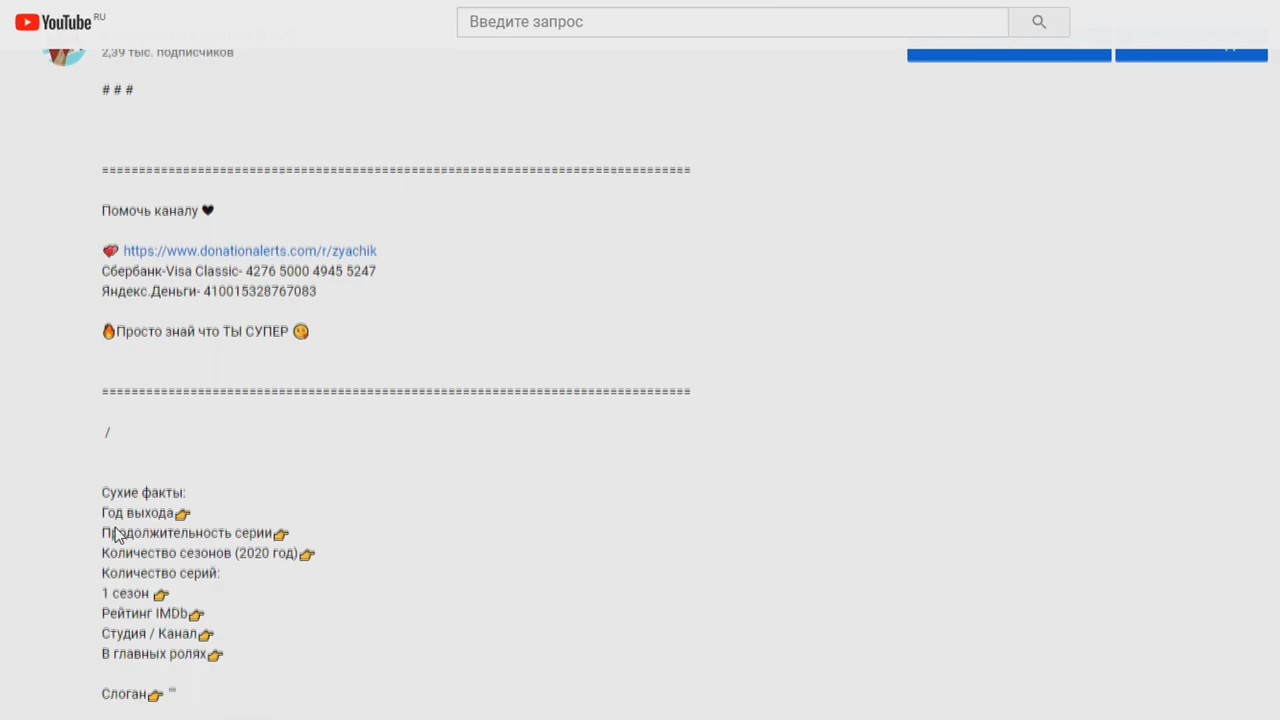 YouTube RU
Введите запрос
2,39 тыс. подписчиков
# # #
================================================================================
Помочь каналу 🖤
💕 https://www.donationalerts.com/r/zyachik
Сбербанк-Visa Classic- 4276 5000 4945 5247
Яндекс.Деньги- 410015328767083
🔥Просто знай что ТЫ СУПЕР 😘
================================================================================
/
Сухие факты:
Год выхода👉
Продолжительность серии👉
Количество сезонов (2020 год)👉
Количество серий:
1 сезон 👉
Рейтинг IMDb👉
Студия / Канал👉
В главных ролях👉
Слоган👉 ""